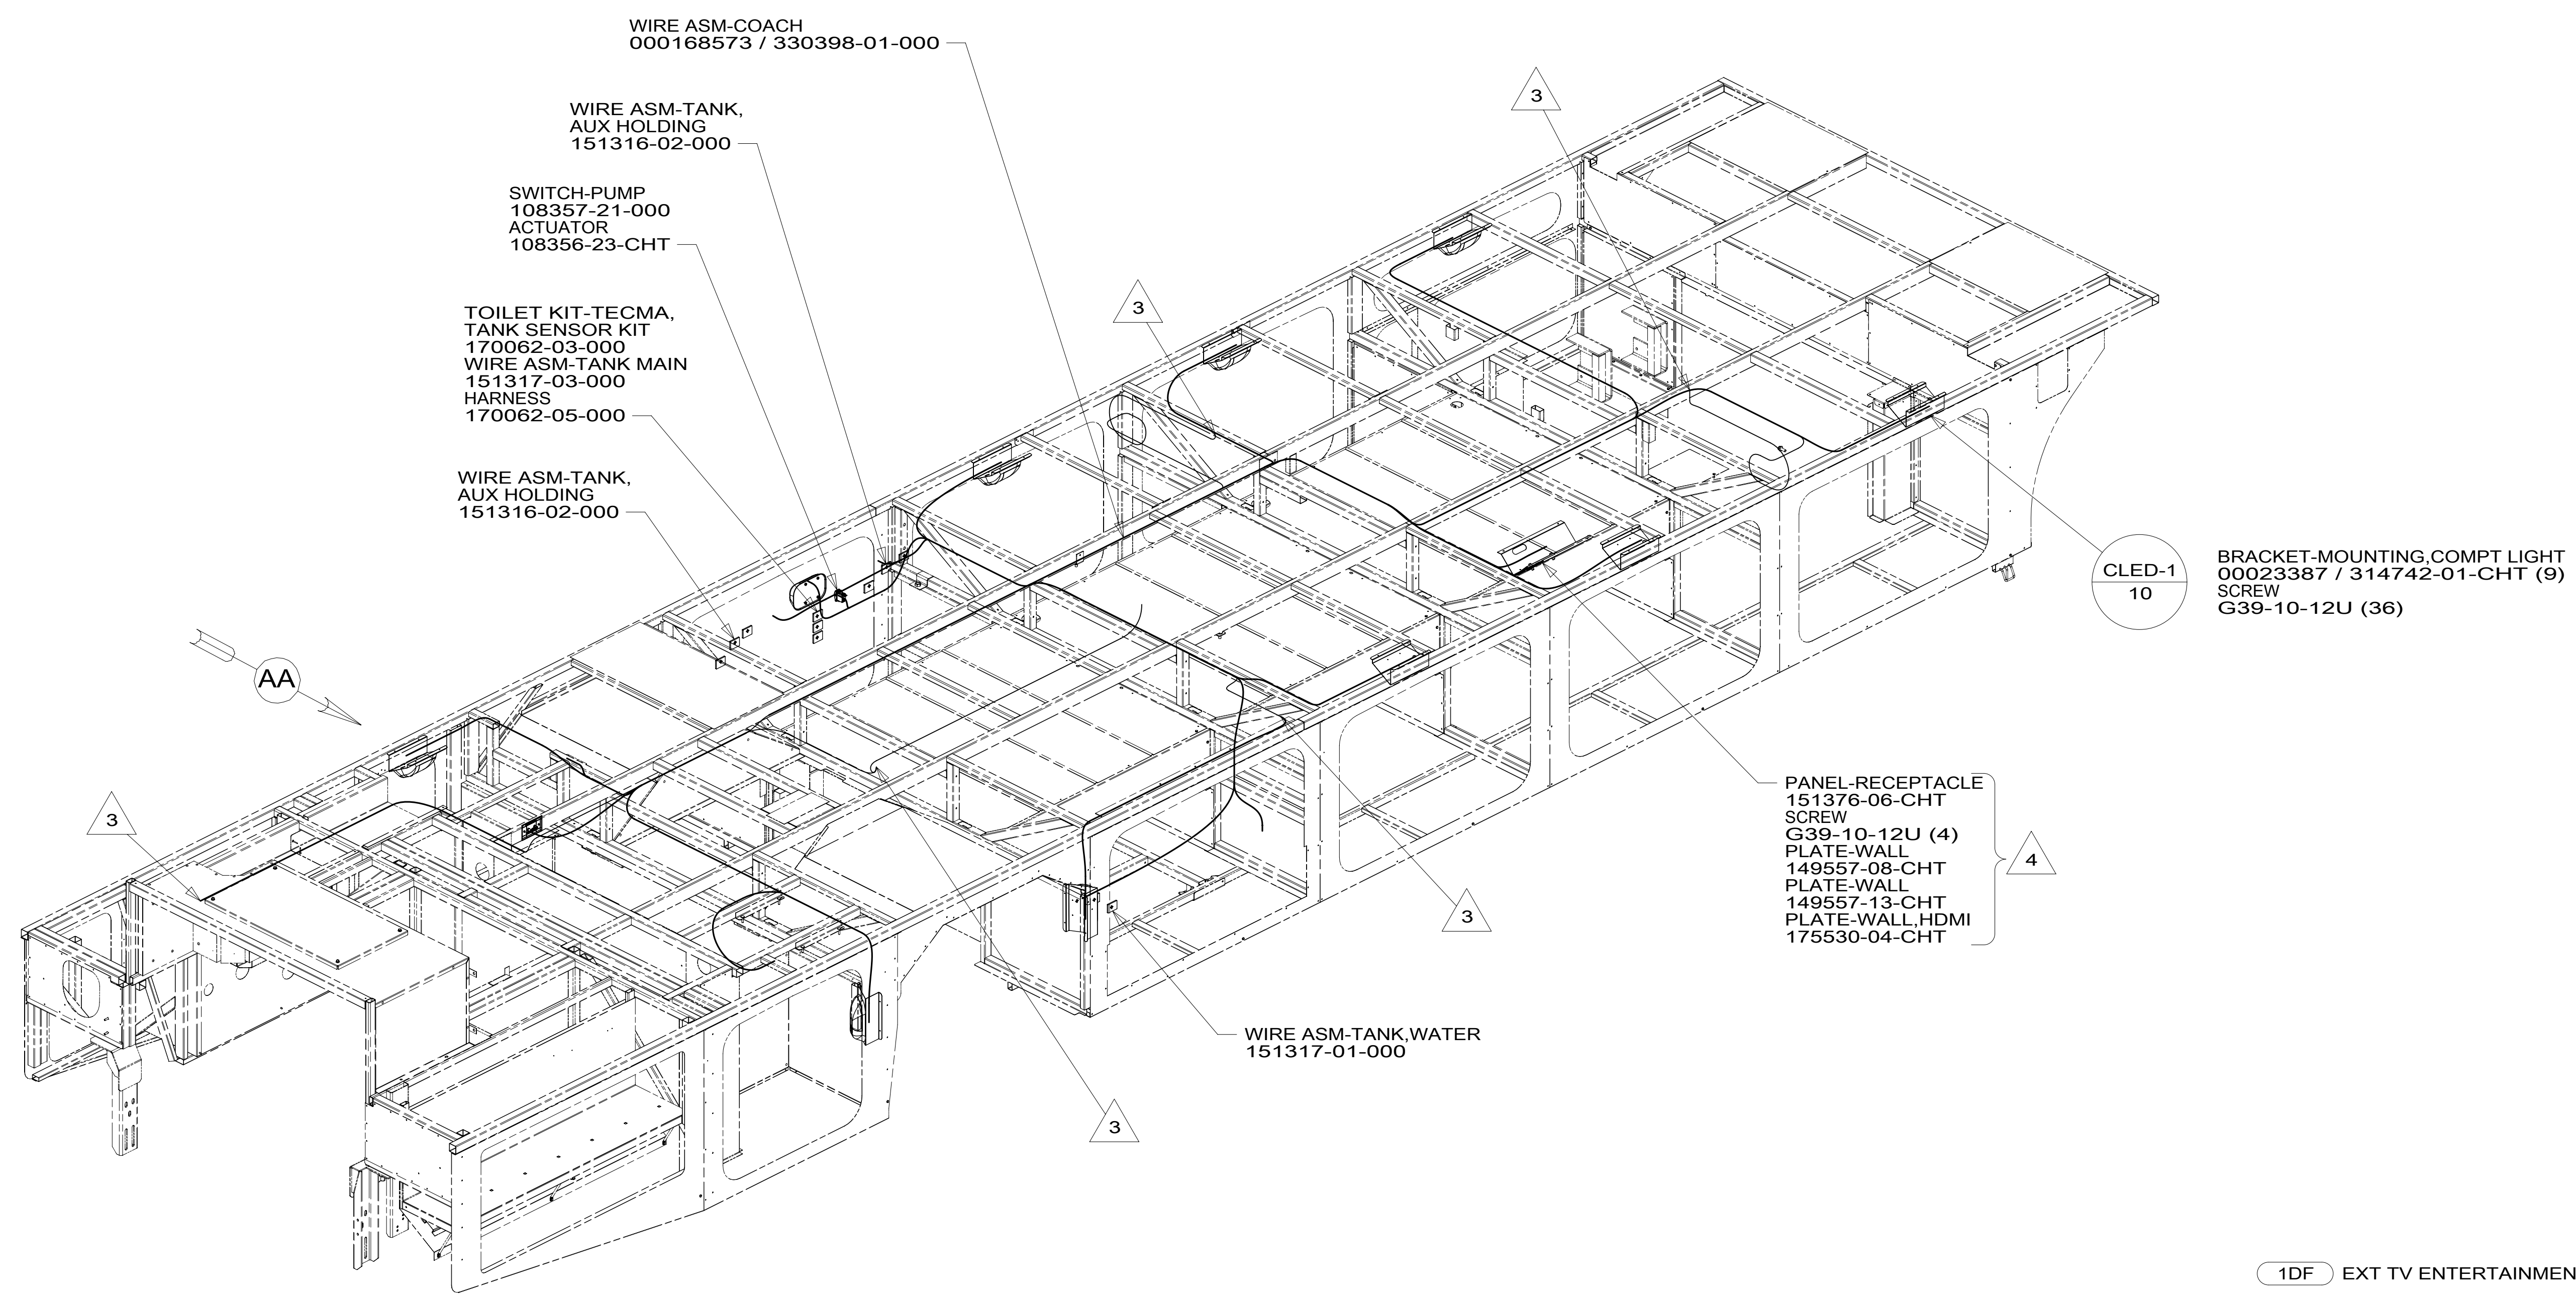 WIRE ASM-COACH
000168573 / 330398-01-000
WIRE ASM-TANK,
AUX HOLDING
151316-02-000
SWITCH-PUMP
108357-21-000
ACTUATOR
108356-23-CHT
TOILET KIT-TECMA,
TANK SENSOR KIT
170062-03-000
WIRE ASM-TANK MAIN
151317-03-000
HARNESS
170062-05-000
WIRE ASM-TANK,
AUX HOLDING
151316-02-000
3
3
AA
3
CLED-1
10
BRACKET-MOUNTING,COMPT LIGHT
00023387 / 314742-01-CHT (9)
SCREW
G39-10-12U (36)
PANEL-RECEPTACLE
151376-06-CHT
SCREW
G39-10-12U (4)
PLATE-WALL
149557-08-CHT
PLATE-WALL
149557-13-CHT
PLATE-WALL,HDMI
175530-04-CHT
4
3
WIRE ASM-TANK,WATER
151317-01-000
3
1DF EXT TV ENTERTAINMEN